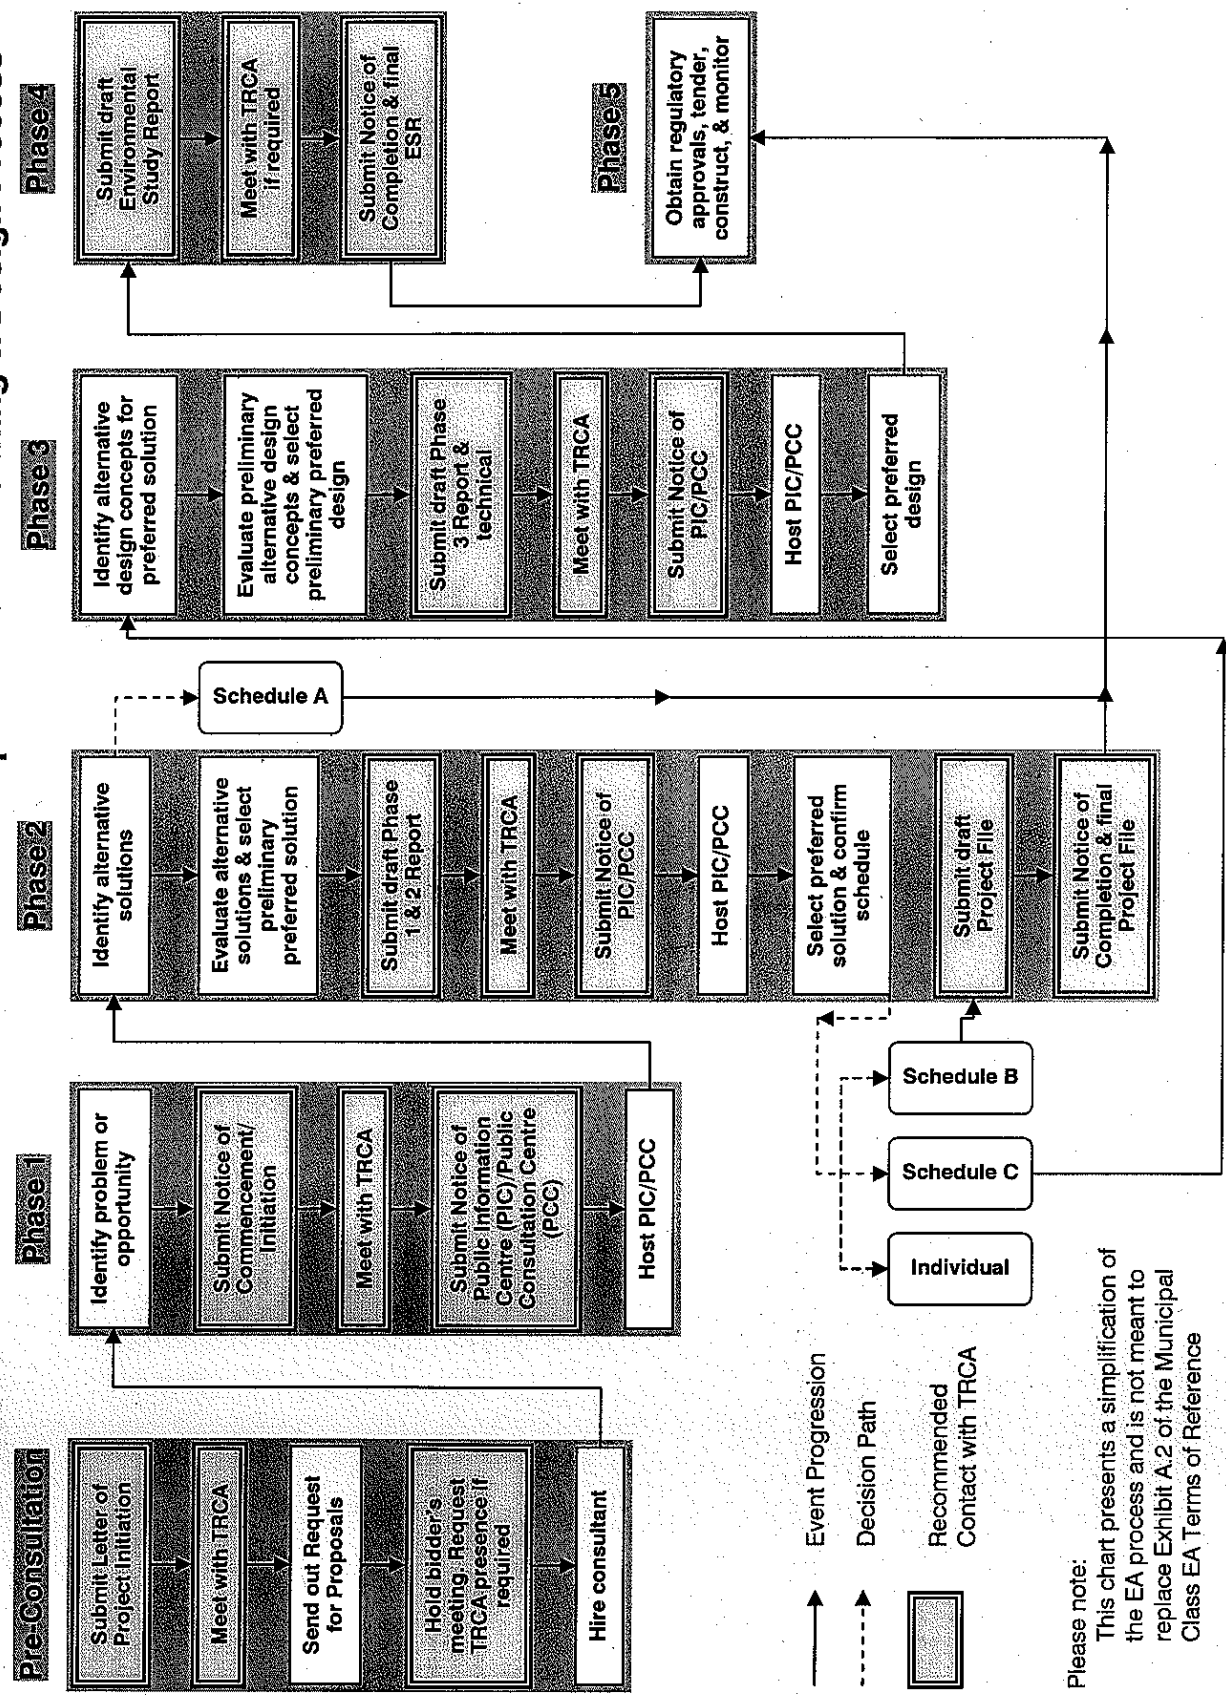 Pre-Consultation
Submit Letter of
Project Initiation
Meet with TRCA
Send out Request
for Proposals
Hold bidder's
meeting. Request
TRCA presence if
required
Hire consultant
Phase 1
Identify problem or
opportunity
Submit Notice of
Commencement/
Initiation
Meet with TRCA
Submit Notice of
Public Information
Centre (PIC)/Public
Consultation Centre
(PCC)
Host PIC/PCC
Phase2
Identify alternative
solutions
Evaluate alternative
solutions & select
preliminary
preferred solution
Submit draft Phase
1 & 2 Report
Meet with TRCA
Submit Notice of
PIC/PCC
Host PIC/PCC
Select preferred
solution & confirm
schedule
Submit draft
Project File
Submit Notice of
Completion & final
Project File
Schedule A
Individual
Schedule C
Schedule B
Phase 3
Identify alternative
design concepts for
preferred solution
Evaluate preliminary
alternative design
concepts & select
preliminary preferred
design
Submit draft Phase
3 Report &
technical
Meet with TRCA
Submit Notice of
PIC/PCC
Host PIC/PCC
Select preferred
design
Phase 4
Submit draft
Environmental
Study Report
Meet with TRCA
if required
Submit Notice of
Completion & final
ESR
Phase 5
Obtain regulatory
approvals, tender,
construct, & monitor
Event Progression
Decision Path
Recommended
Contact with TRCA
Please note:
This chart presents a simplification of
the EA process and is not meant to
replace Exhibit A.2 of the Municipal
Class EA Terms of Reference